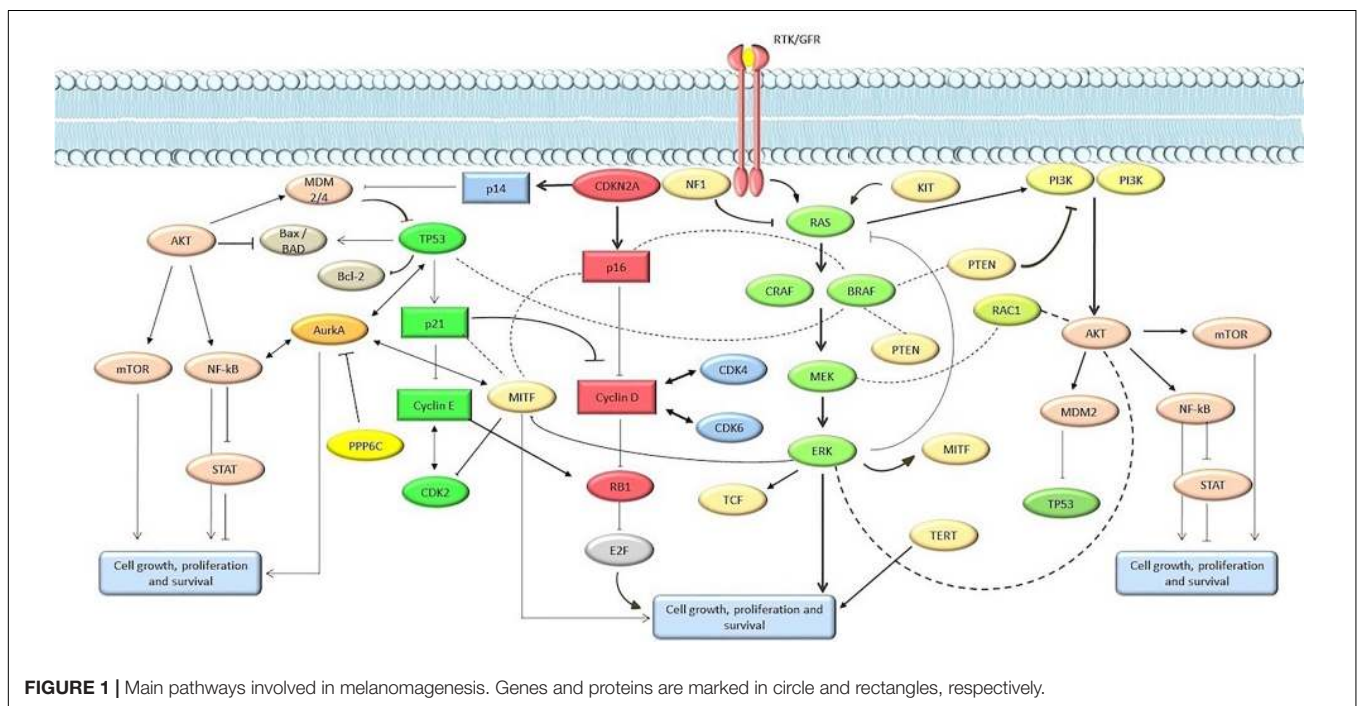 RTK/GFR
MDM
2/4
p14
CDKN2A
NF1
RAS
KIT
PI3K
PI3K
AKT
Bax /
BAD
TP53
Bcl-2
p16
PTEN
CRAF
BRAF
RAC1
AurkA
p21
AKT
mTOR
PTEN
mTOR
NF-kB
MITF
Cyclin D
CDK4
MEK
Cyclin E
CDK6
MDM2
NF-kB
PPP6C
ERK
MITF
STAT
CDK2
RB1
TCF
TP53
STAT
E2F
TERT
Cell growth, proliferation
and survival
Cell growth, proliferation
and survival
Cell growth, proliferation and
survival
FIGURE 1 | Main pathways involved in melanomagenesis. Genes and proteins are marked in circle and rectangles, respectively.